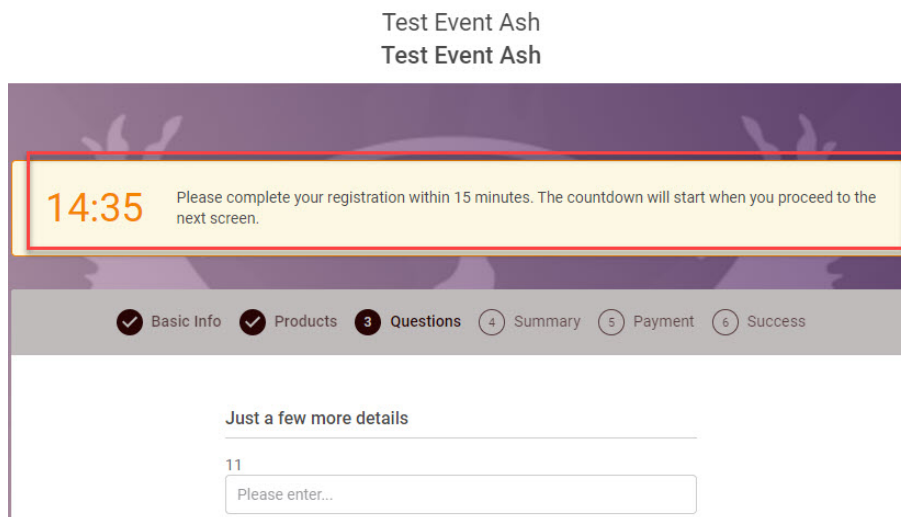 Test Event Ash
Test Event Ash
14:35
Please complete your registration within 15 minutes. The countdown will start when you proceed to the
next screen.
Basic Info Products 3 Questions 4 Summary 5 Payment 6 Success
Just a few more details
11
Please enter...